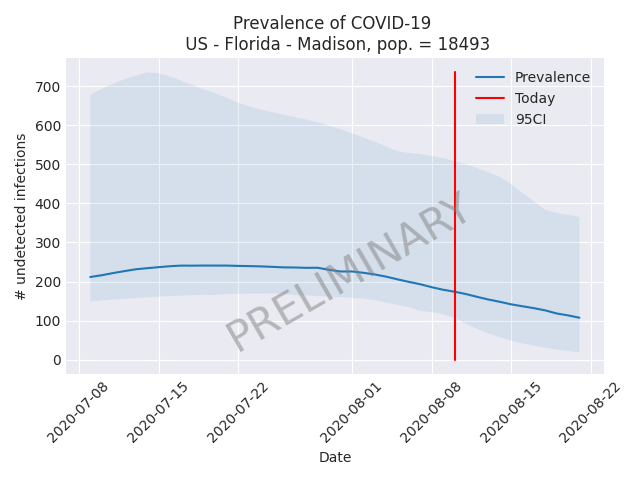 Prevalence of COVID-19
US - Florida - Madison, pop. = 18493
# undetected infections
700
600
500
400
300
200
100
0
Prevalence
Today
95CI
PRELIMINARY
2020-07-08
2020-07-15
2020-07-22
2020-08-01
2020-08-08
2020-08-15
2020-08-22
Date